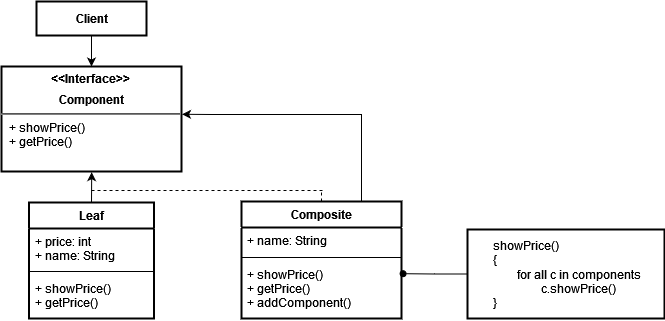 Client
<<Interface>>
Component
+ showPrice()
+ getPrice()
Leaf
+ price: int
+ name: String
+ showPrice()
+ getPrice()
Composite
+ name: String
+ showPrice()
+ getPrice()
+ addComponent()
showPrice()
{
for all c in components
c.showPrice()
}